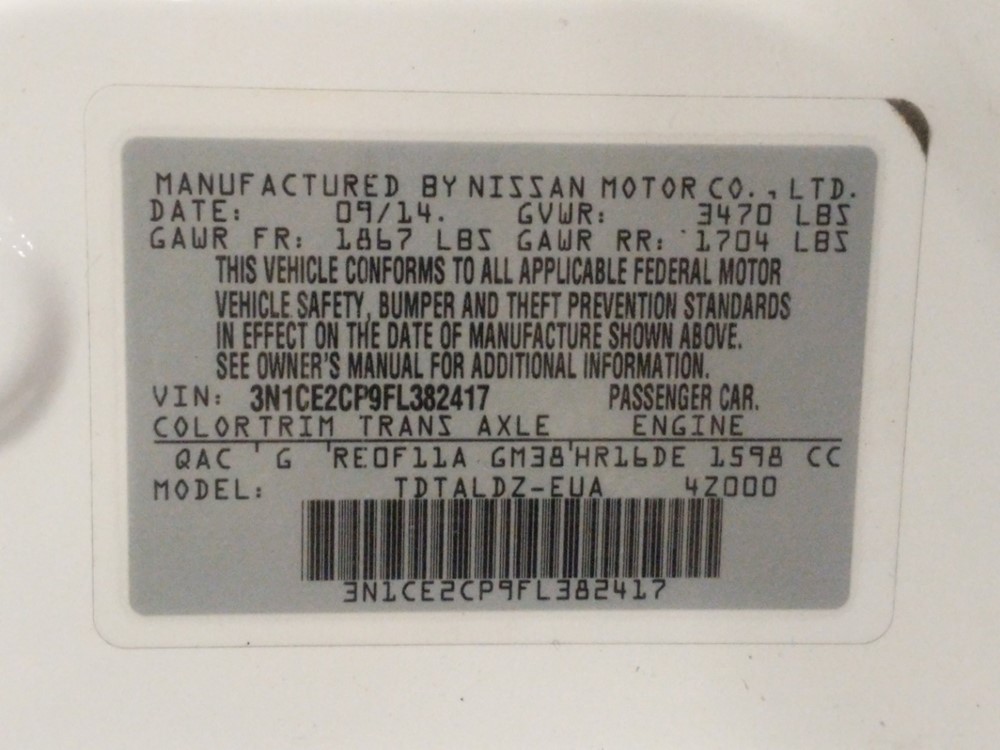 MANUFACTURED BY NISSAN MOTOR CO., LTD.
DATE: 09/14. GVWR: 3470 LBS
GAWR FR: 1867 LBS GAWR RR: 1704 LBS
THIS VEHICLE CONFORMS TO ALL APPLICABLE FEDERAL MOTOR
VEHICLE SAFETY, BUMPER AND THEFT PREVENTION STANDARDS
IN EFFECT ON THE DATE OF MANUFACTURE SHOWN ABOVE.
SEE OWNER'S MANUAL FOR ADDITIONAL INFORMATION.
VIN: 3N1CE2CP9FL382417 PASSENGER CAR.
COLOR TRIM TRANS AXLE ENGINE
QAC ' G 'RE0F11A GM38'HR16DE 1598 CC
MODEL: TDTALDZ-EUA 4Z000
3N1CE2CP9FL382417